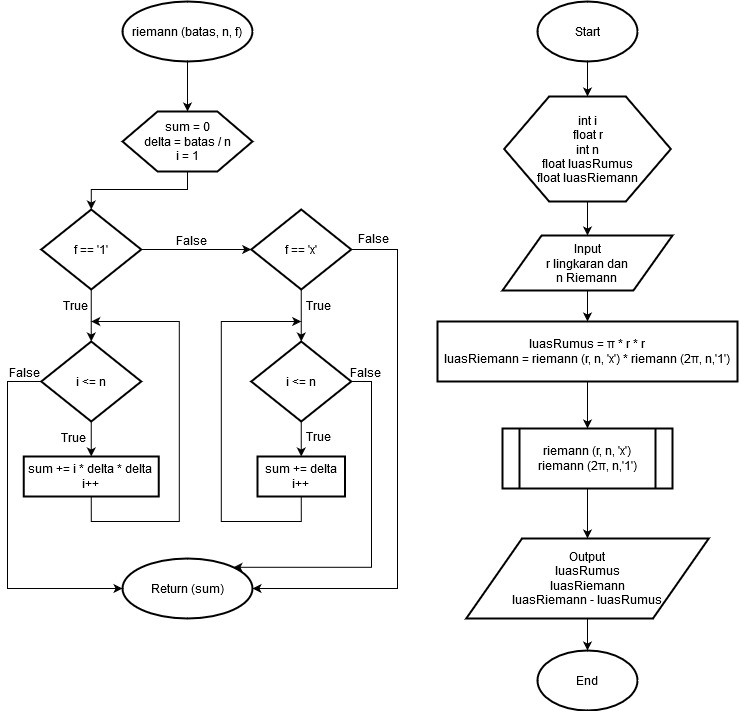 riemann (batas, n, f)
sum = 0
delta = batas / n
i = 1
f == '1'
False
f == 'x'
False
True
True
i <= n
False
i <= n
False
True
True
sum += i * delta * delta
i++
sum += delta
i++
Return (sum)
Start
int i
float r
int n
float luasRumus
float luasRiemann
Input
r lingkaran dan
n Riemann
luasRumus = π * r * r
luasRiemann = riemann (r, n, 'x') * riemann (2π, n,'1')
riemann (r, n, 'x')
riemann (2π, n,'1')
Output
luasRumus
luasRiemann
luasRiemann - luasRumus
End